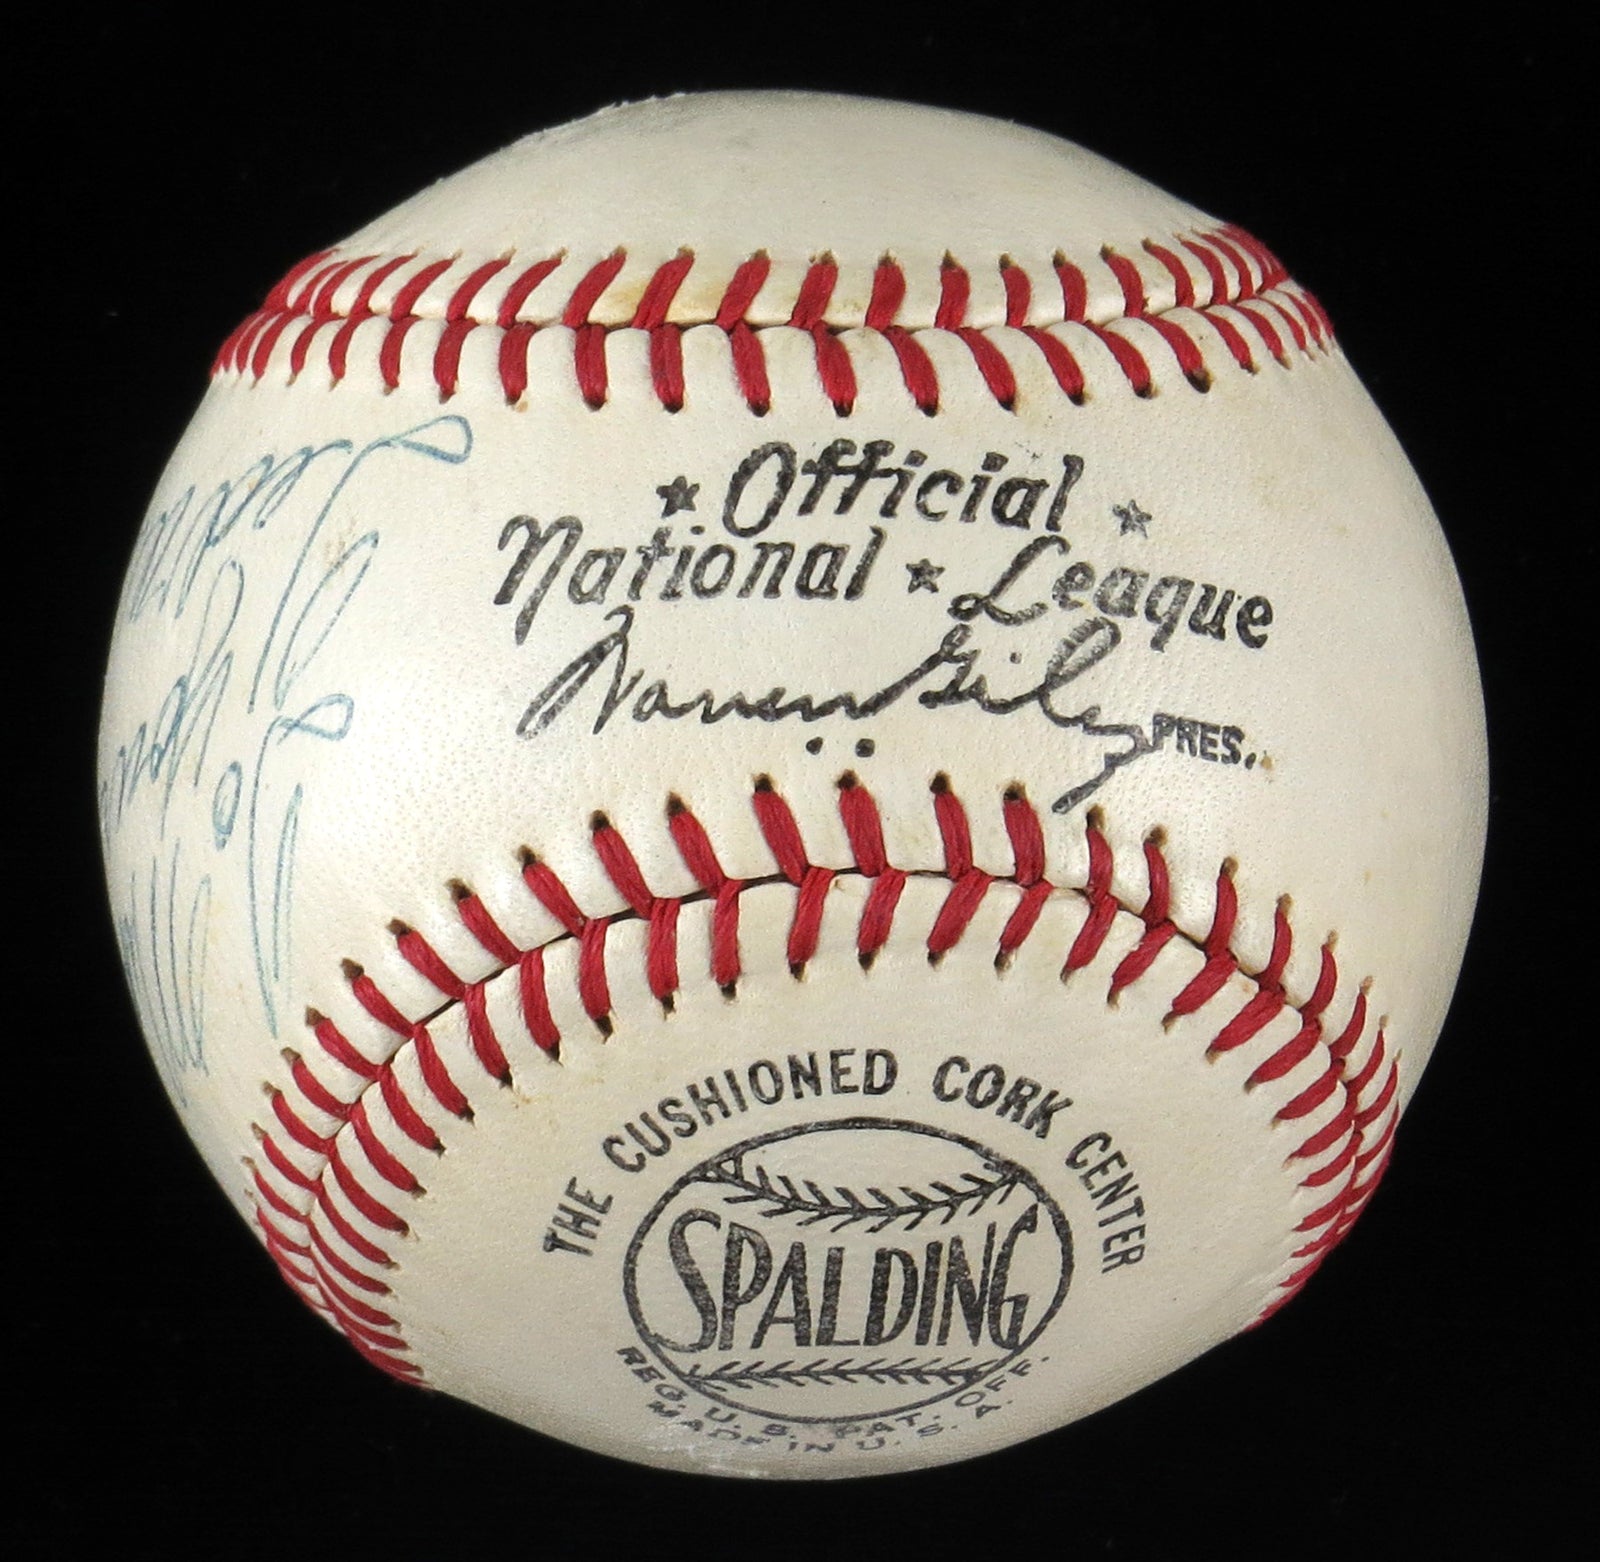 Official
National League
Warren Giles PRES.
THE CUSHIONED CORK CENTER
SPALDING
REG. U.S. PAT. OFF.
MADE IN U.S.A.